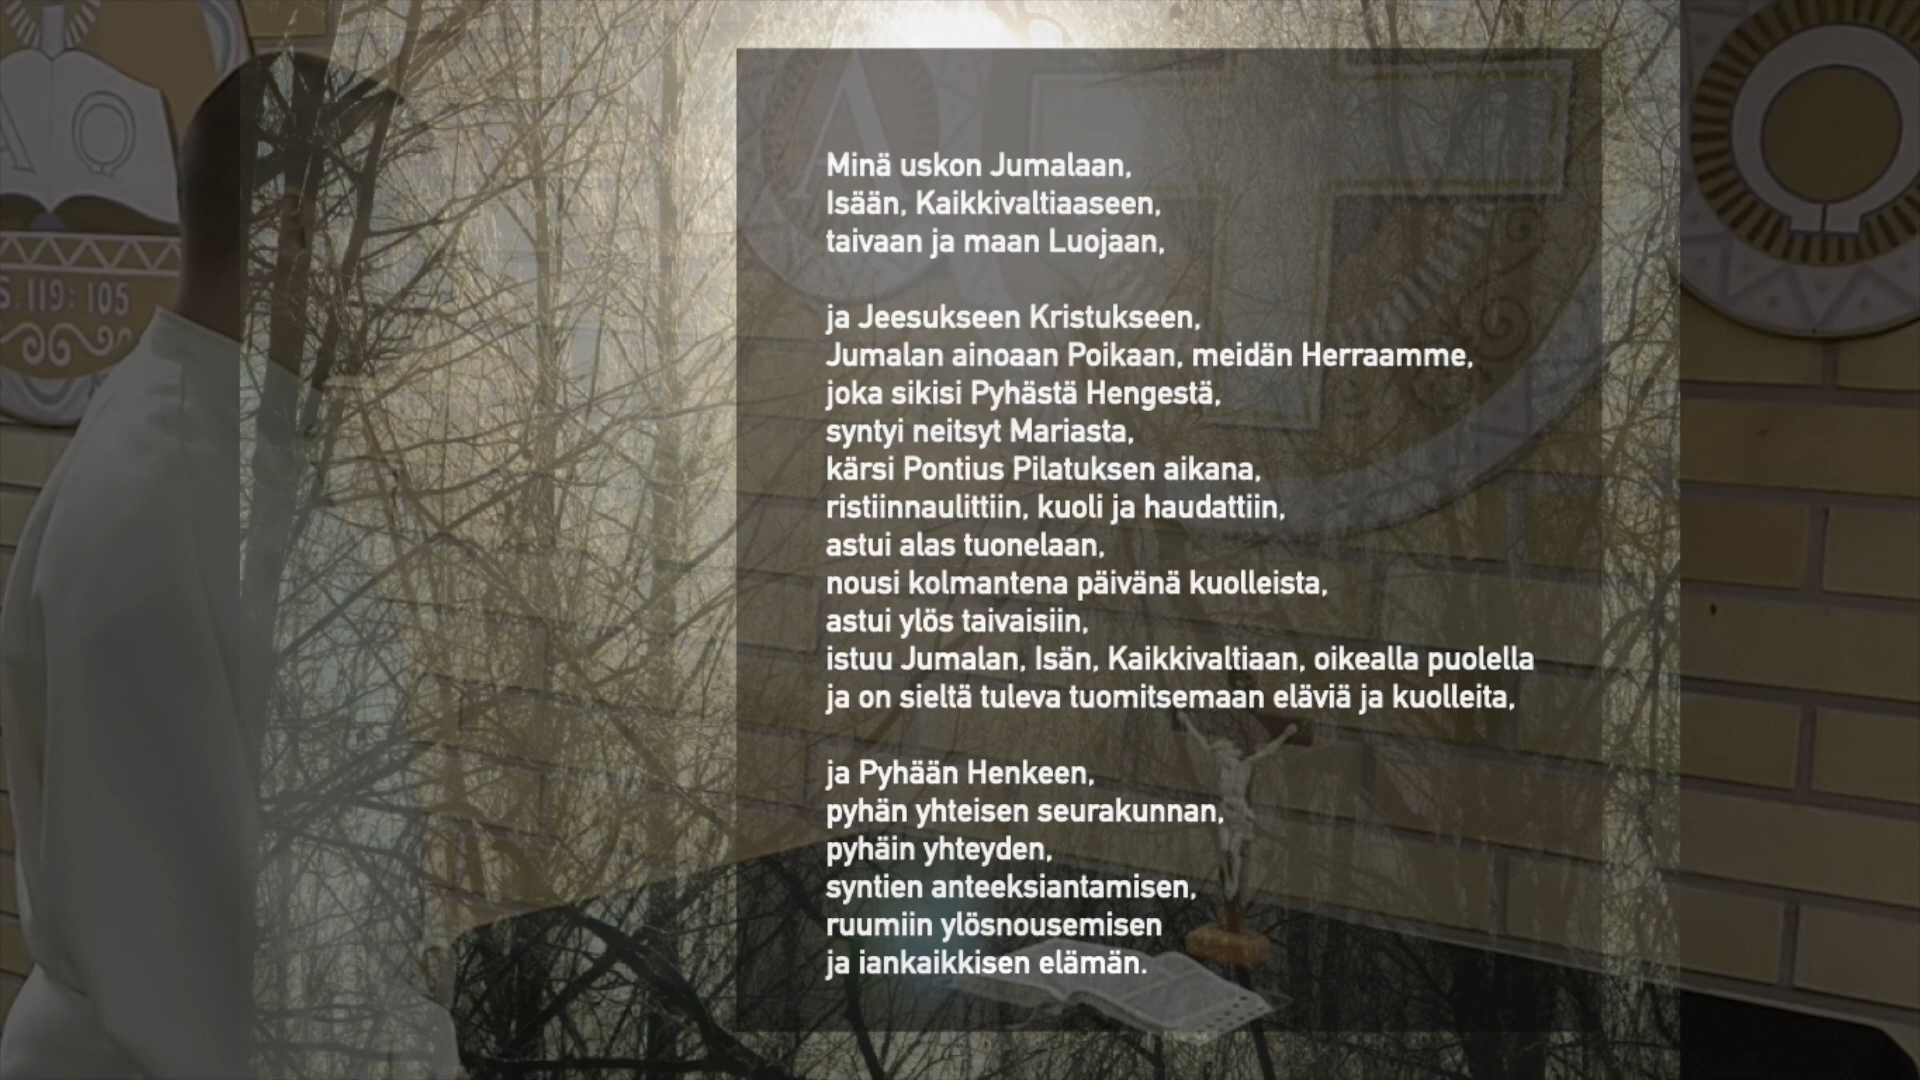 Minä uskon Jumalaan,
Isään, Kaikkivaltiaaseen,
taivaan ja maan Luojaan,
ja Jeesukseen Kristukseen,
Jumalan ainoaan Poikaan, meidän Herraamme,
joka sikisi Pyhästä Hengestä,
syntyi neitsyt Mariasta,
kärsi Pontius Pilatuksen aikana,
ristiinnaulittiin, kuoli ja haudattiin,
astui alas tuonelaan,
nousi kolmantena päivänä kuolleista,
astui ylös taivaisiin,
istuu Jumalan, Isän, Kaikkivaltiaan, oikealla puolella
ja on sieltä tuleva tuomitsemaan eläviä ja kuolleita,
ja Pyhään Henkeen,
pyhän yhteisen seurakunnan,
pyhäin yhteyden,
syntien anteeksiantamisen,
ruumiin ylösnousemisen
ja iankaikkisen elämän.
A Ω
S. 119: 105
A
Ω